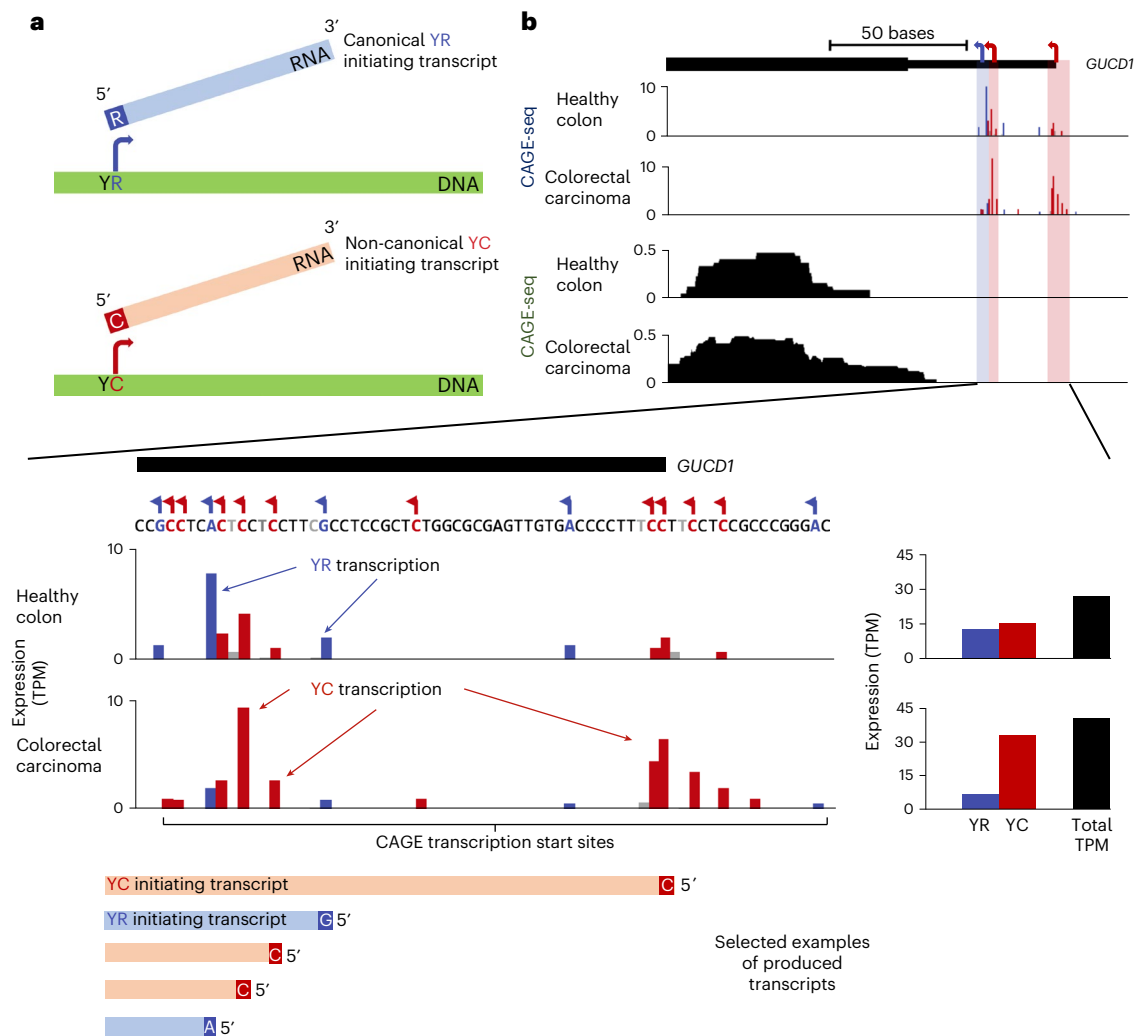 a
3′
Canonical YR
initiating transcript
RNA
5′
R
YR
DNA
3′
Non-canonical YC
initiating transcript
RNA
5′
C
YC
DNA
b
50 bases
GUCD1
CAGE-seq
Healthy
colon
10
0
Colorectal
carcinoma
10
0
CAGE-seq
Healthy
colon
0.5
0
Colorectal
carcinoma
0.5
0
GUCD1
CCGCCTCACTCCTCCTTCGCCTCCGCTCTGGCGCGAGTTGTGACCCCTTTCCTTCCTCCGCCCGGGAC
Expression
(TPM)
Healthy
colon
10
0
YR transcription
Colorectal
carcinoma
10
0
YC transcription
CAGE transcription start sites
Expression (TPM)
45
30
15
0
45
30
15
0
YR
YC
Total
TPM
YC initiating transcript
C
5′
YR initiating transcript
G
5′
C
5′
C
5′
A
5′
Selected examples
of produced
transcripts